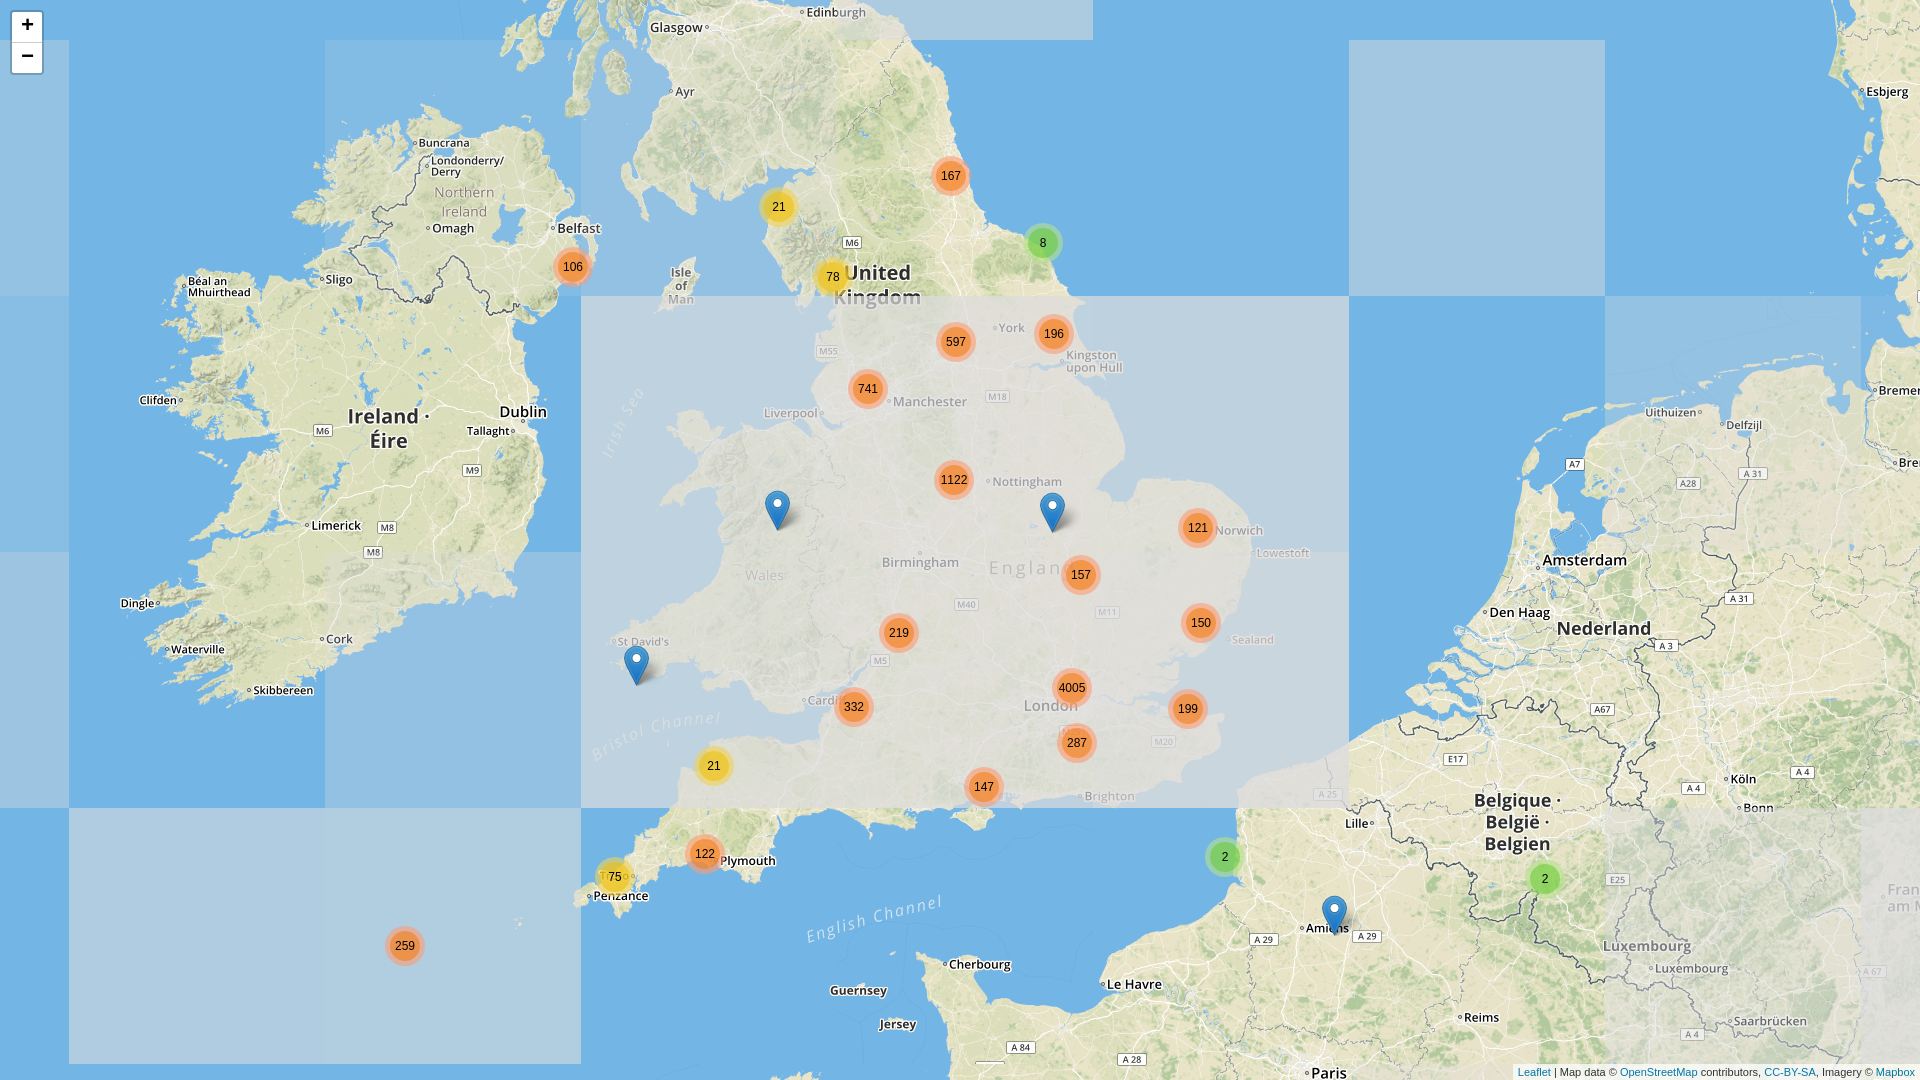 +
−
Glasgow
Edinburgh
Ayr
Esbjerg
Buncrana
Londonderry/
Derry
167
Northern
Ireland
21
Omagh
Belfast
M6
8
106
Isle
of
Man
78
United
Kingdom
Sligo
Béal an
Mhuirthead
York
196
597
M55
Kingston
upon Hull
Irish Sea
741
Manchester
M18
Bremer
Clifden
Liverpool
Ireland ·
Éire
Dublin
Uithuizen
M6
Tallaght
Delfzijl
M9
A7
Bre
A 31
1122
Nottingham
A28
Limerick
M8
121
Norwich
M8
Birmingham
Lowestoft
Amsterdam
Wales
Englan
157
Dingle
M40
M11
A 31
Den Haag
Cork
St David's
219
150
Sealand
Nederland
Waterville
M5
A 3
Skibbereen
4005
Cardi
332
London
199
A67
Bristol Channel
287
M20
E17
21
A 4
Köln
147
Brighton
A 25
A 4
Bonn
Belgique ·
België ·
Belgien
Lille
122
Plymouth
2
75
2
E25
Penzance
Fran
am M
English Channel
Amiens
A 29
A 29
259
Luxembourg
Cherbourg
Luxembourg
A 67
Guernsey
Le Havre
Jersey
Reims
Saarbrücken
A 4
A 84
A 28
Paris
Leaflet | Map data © OpenStreetMap contributors, CC-BY-SA, Imagery © Mapbox